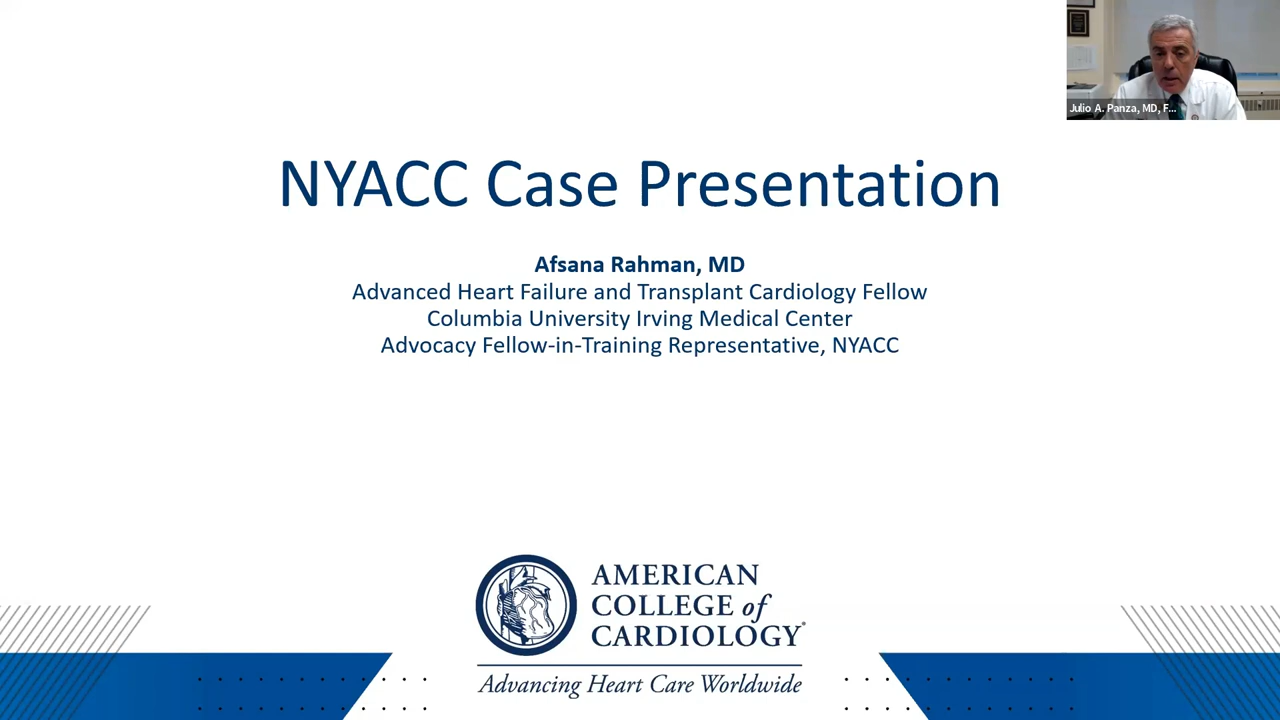 Julio A. Panza, MD, F...
NYACC Case Presentation
Afsana Rahman, MD
Advanced Heart Failure and Transplant Cardiology Fellow
Columbia University Irving Medical Center
Advocacy Fellow-in-Training Representative, NYACC
AMERICAN
COLLEGE of
CARDIOLOGY®
Advancing Heart Care Worldwide